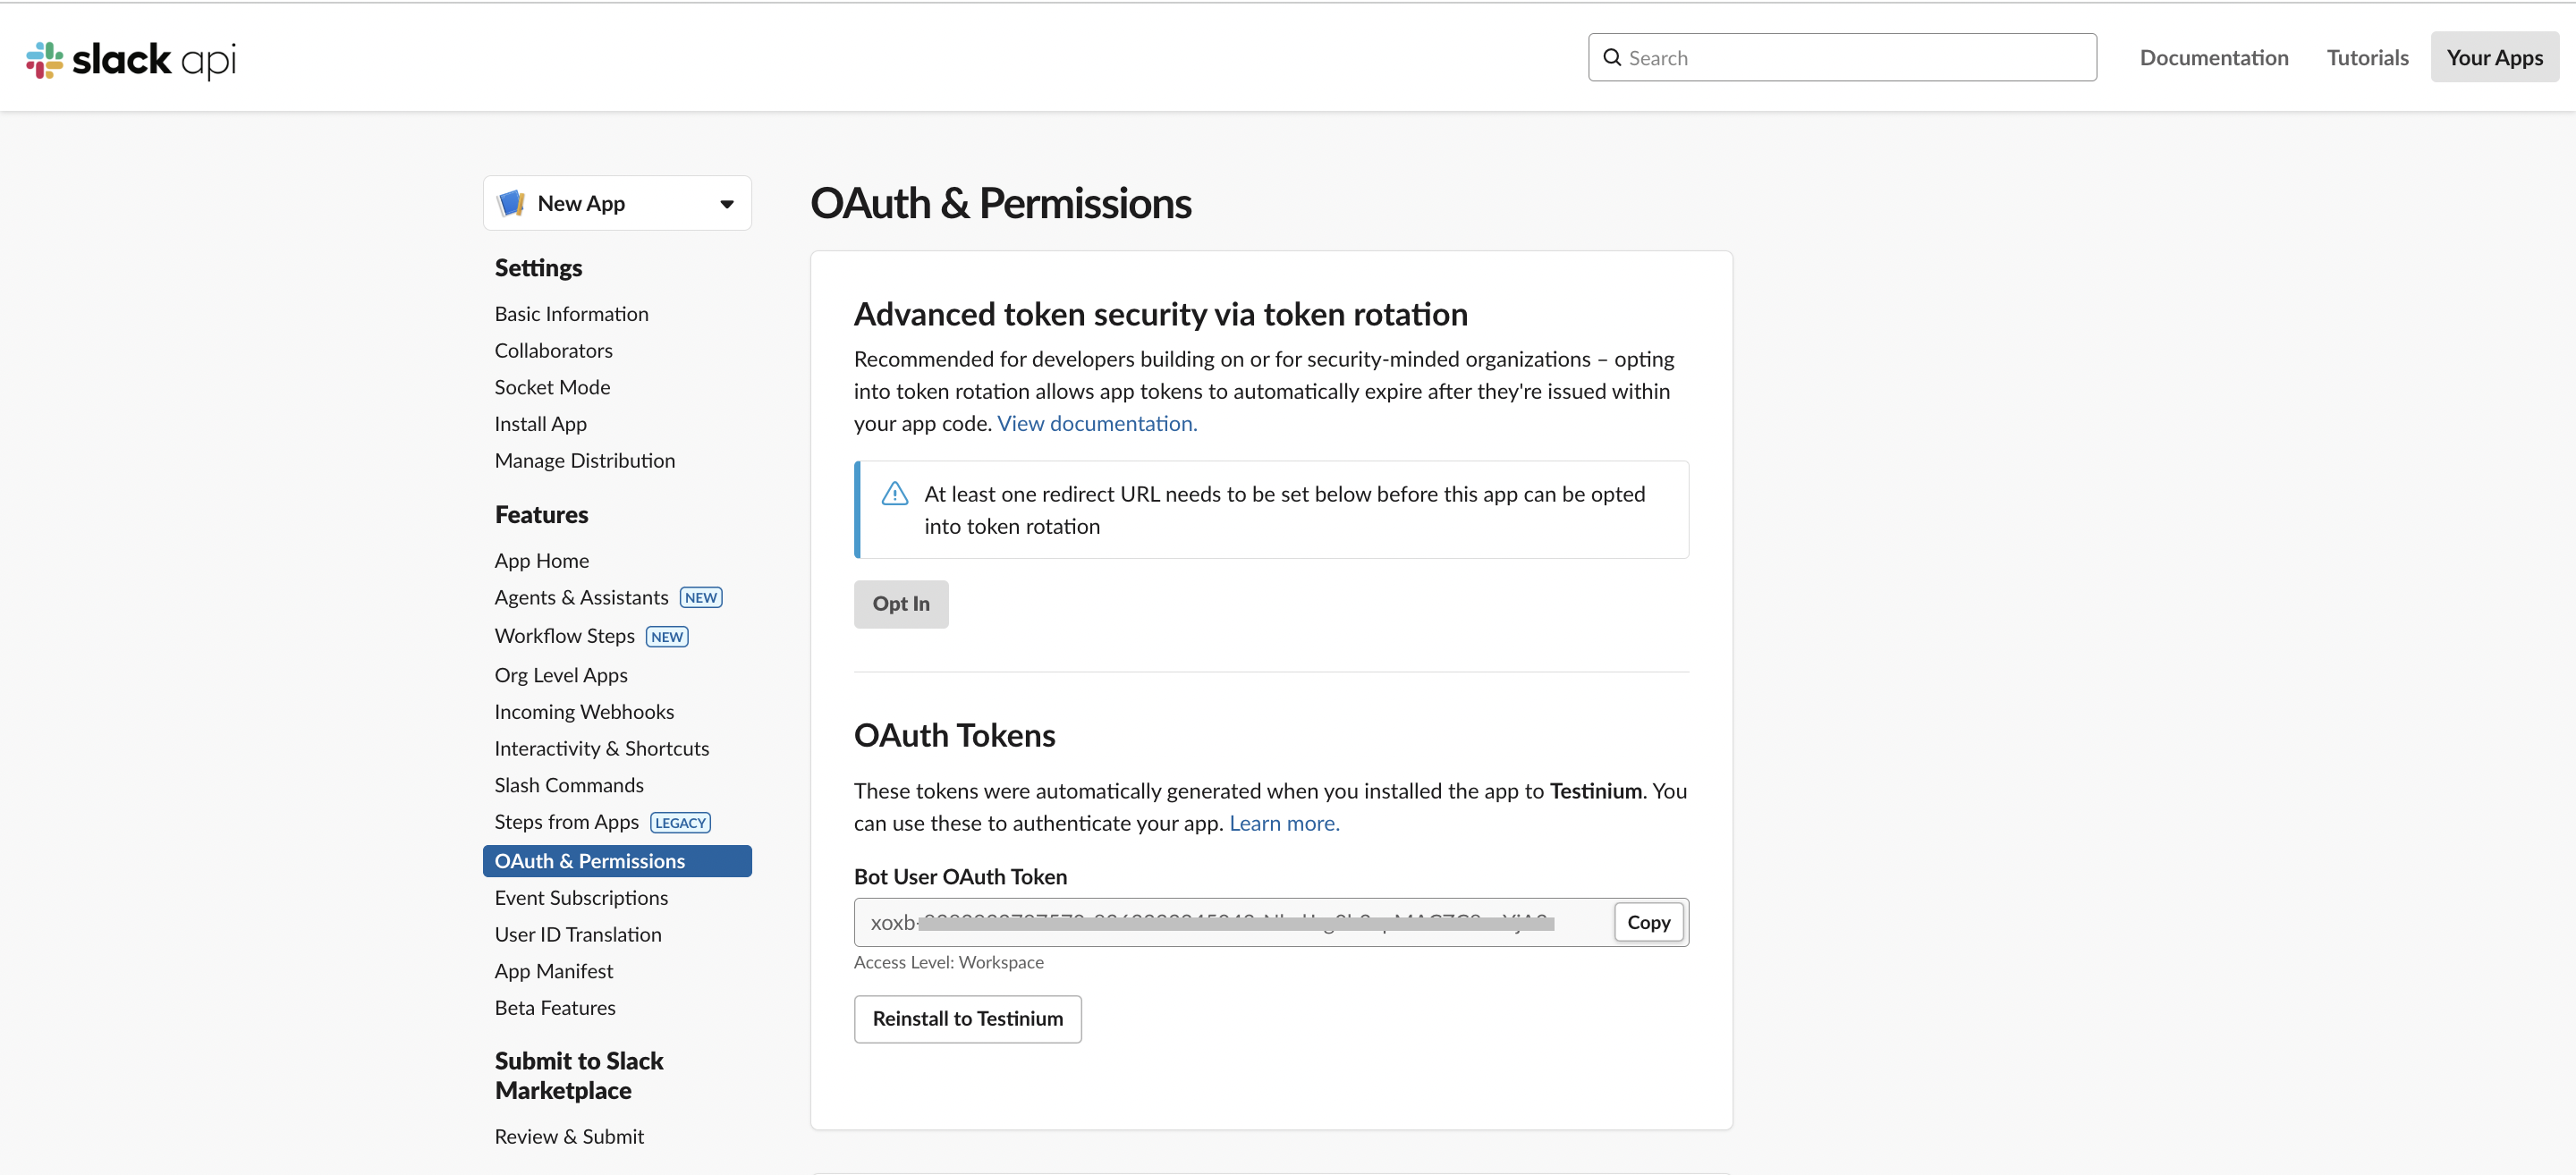 slack api
Search
Documentation
Tutorials
Your Apps
New App
Settings
Basic Information
Collaborators
Socket Mode
Install App
Manage Distribution
Features
App Home
Agents & Assistants NEW
Workflow Steps NEW
Org Level Apps
Incoming Webhooks
Interactivity & Shortcuts
Slash Commands
Steps from Apps LEGACY
OAuth & Permissions
Event Subscriptions
User ID Translation
App Manifest
Beta Features
Submit to Slack
Marketplace
Review & Submit
OAuth & Permissions
Advanced token security via token rotation
Recommended for developers building on or for security-minded organizations – opting
into token rotation allows app tokens to automatically expire after they're issued within
your app code. View documentation.
At least one redirect URL needs to be set below before this app can be opted
into token rotation
Opt In
OAuth Tokens
These tokens were automatically generated when you installed the app to Testinium. You
can use these to authenticate your app. Learn more.
Bot User OAuth Token
xoxb-
Copy
Access Level: Workspace
Reinstall to Testinium